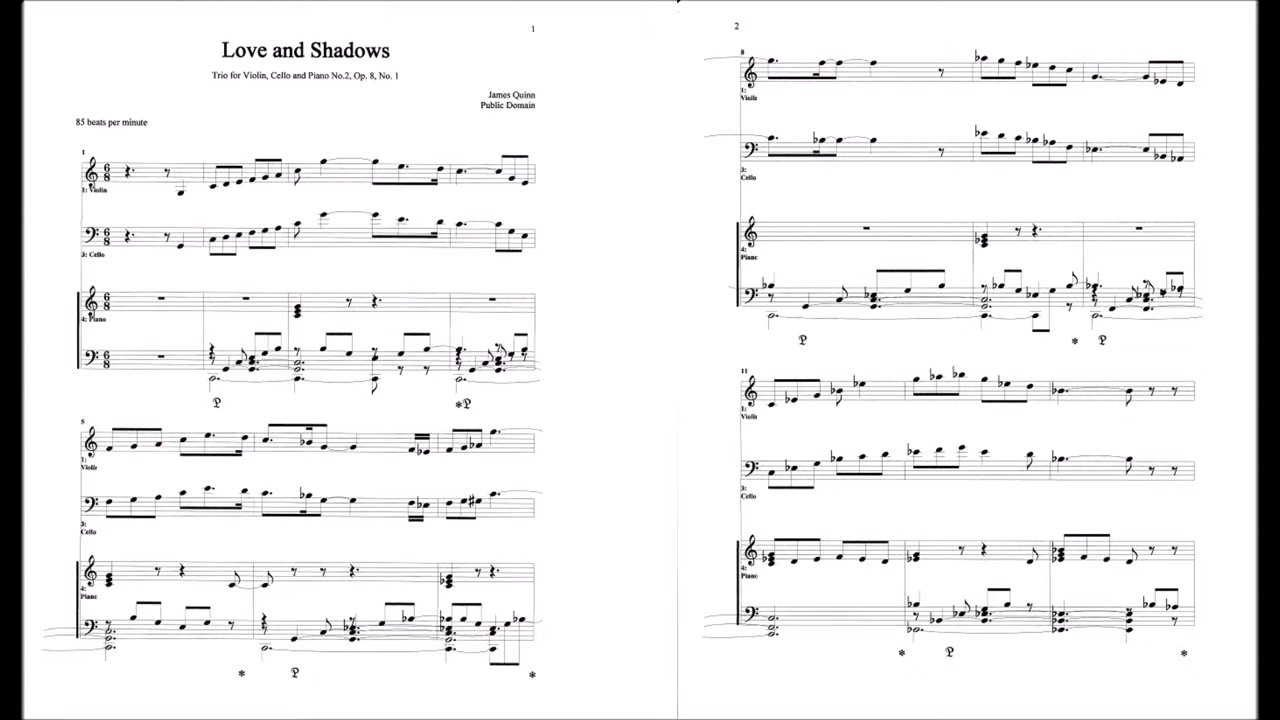 1
Love and Shadows
Trio for Violin, Cello and Piano No.2, Op. 8, No. 1
James Quinn
Public Domain
85 beats per minute
1
1: Violin
3: Cello
4: Piano
5
1:
Violin
3:
Cello
4:
Piano
2
8
1:
Violin
3:
Cello
4:
Piano
11
1:
Violin
3:
Cello
4:
Piano